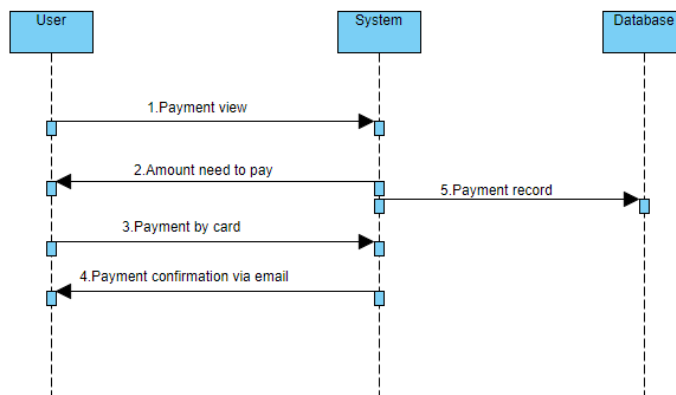 User
System
Database
1.Payment view
2.Amount need to pay
5.Payment record
3.Payment by card
4.Payment confirmation via email